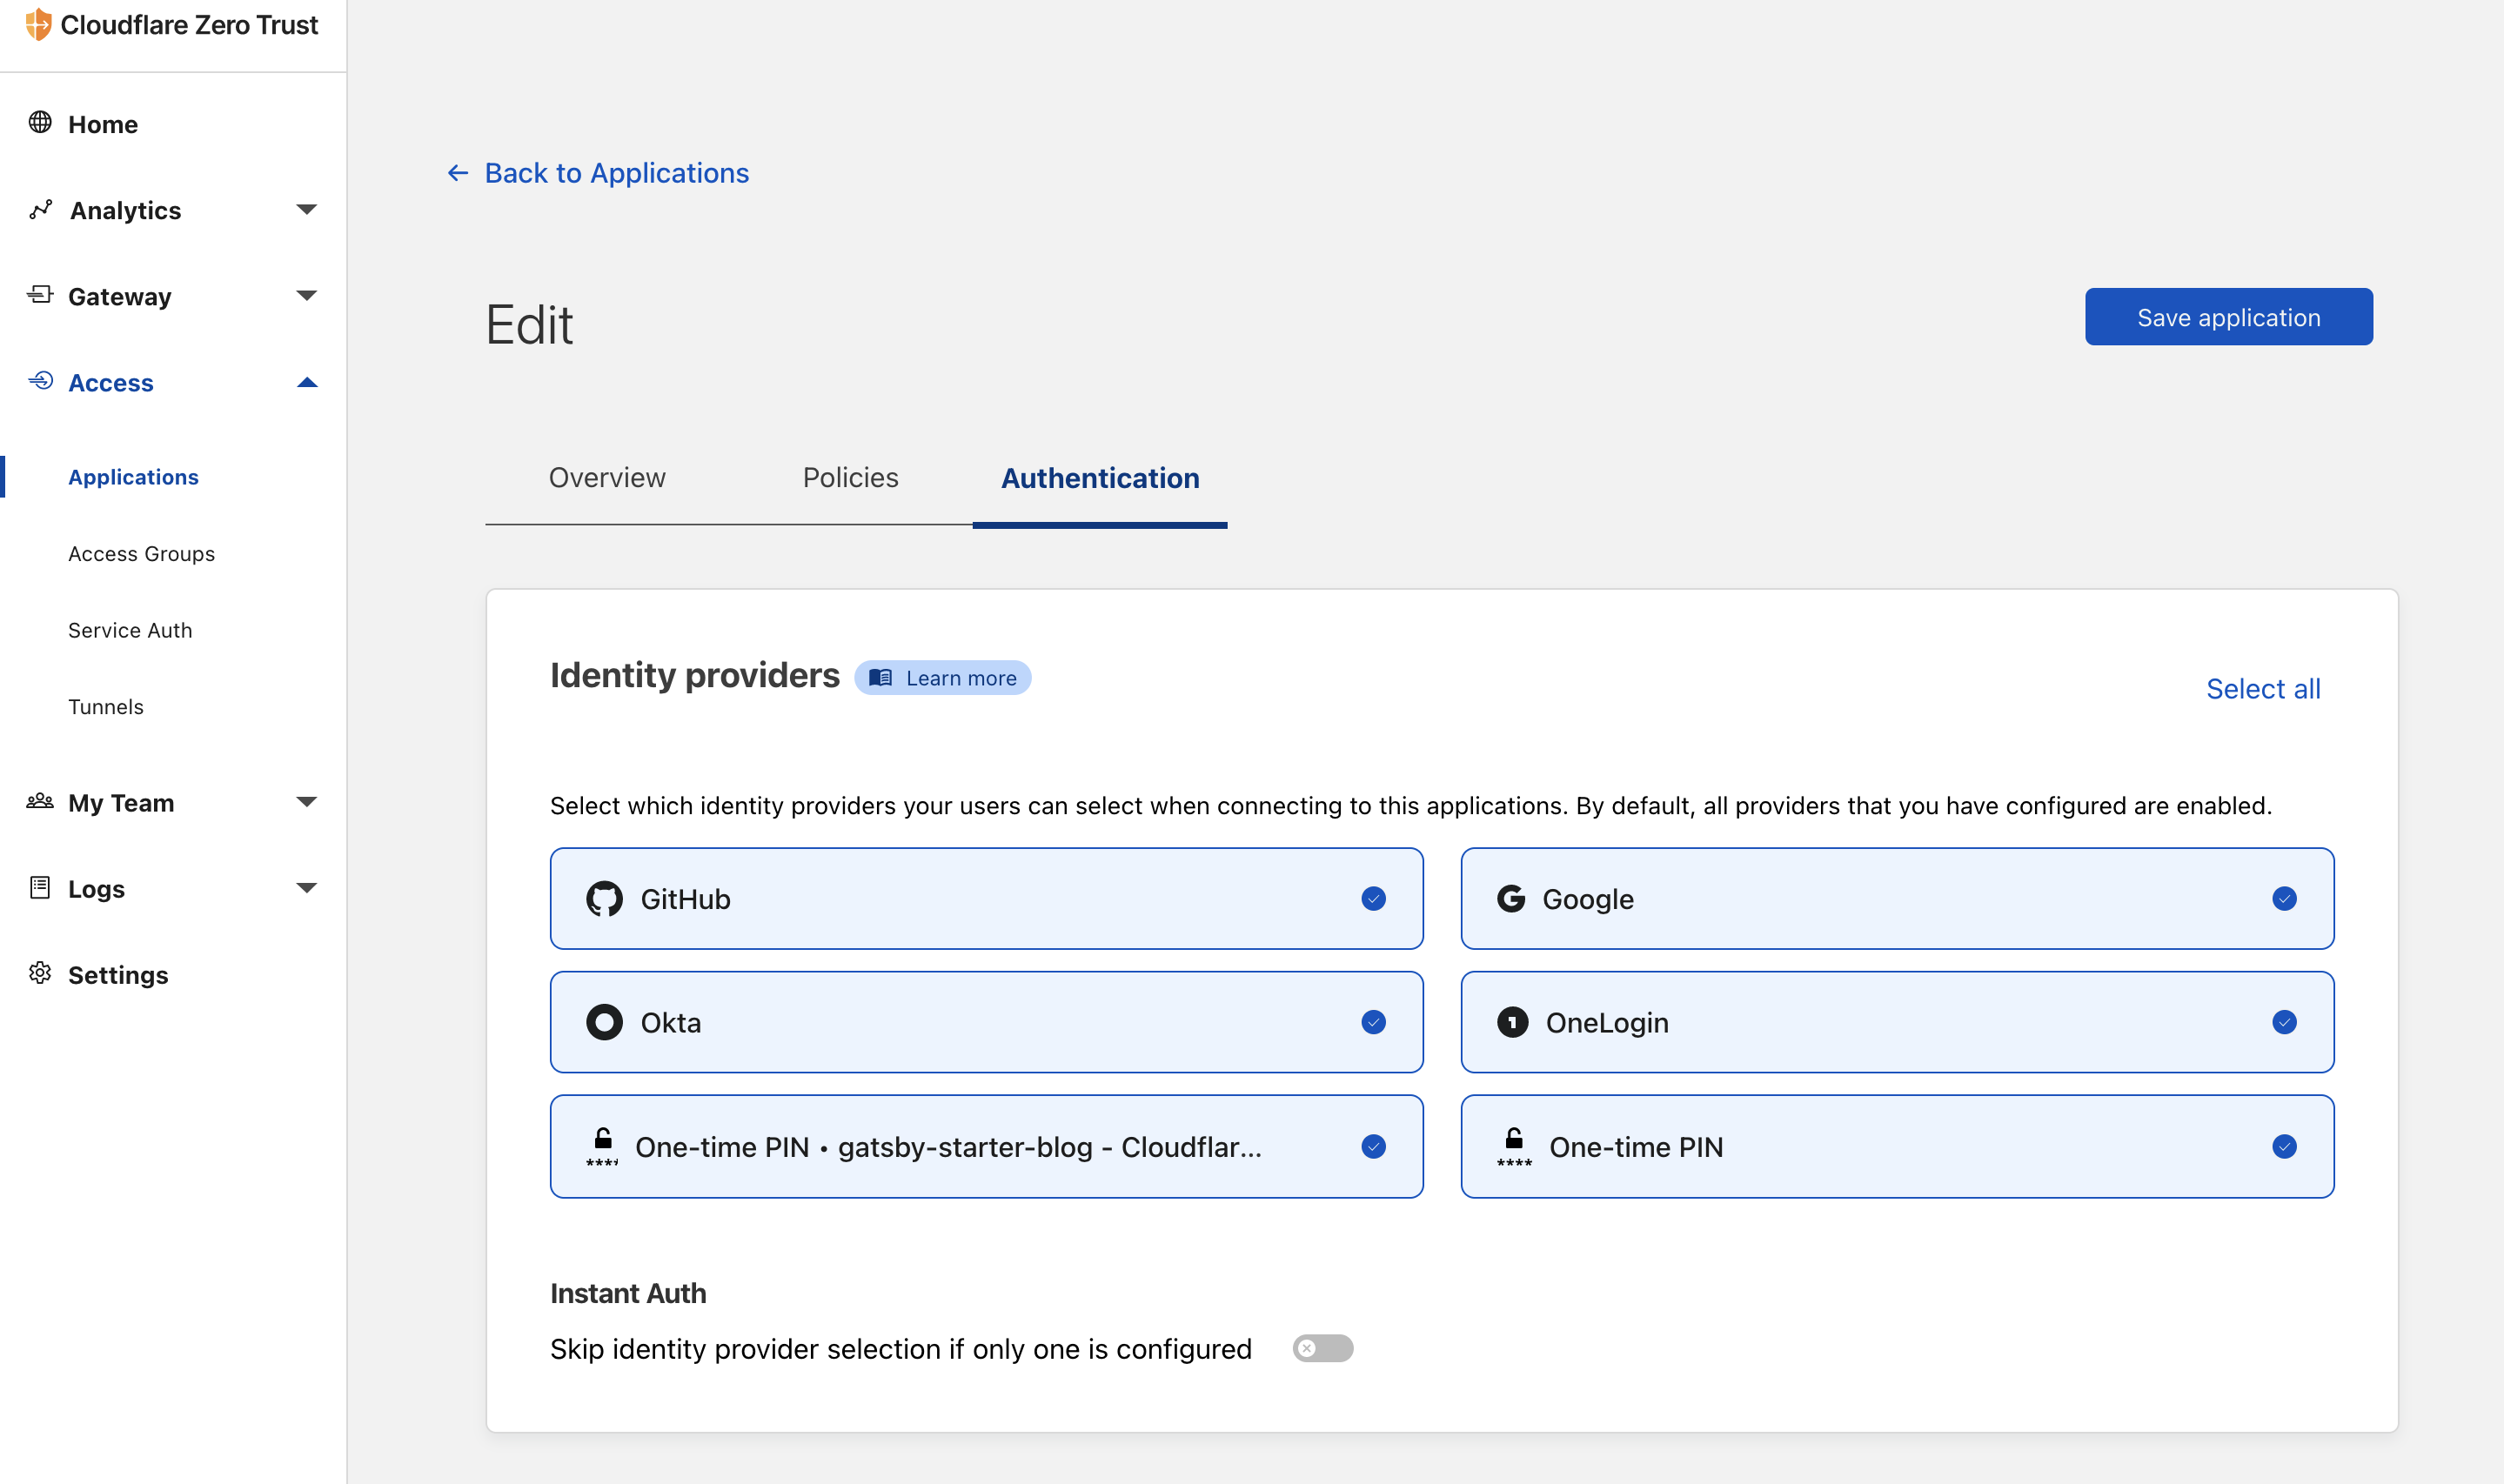 Cloudflare Zero Trust
Home
Analytics
Gateway
Access
Applications
Access Groups
Service Auth
Tunnels
My Team
Logs
Settings
Back to Applications
Edit
Save application
Overview
Policies
Authentication
Identity providers
Learn more
Select all
Select which identity providers your users can select when connecting to this applications. By default, all providers that you have configured are enabled.
GitHub
Google
Okta
OneLogin
One-time PIN • gatsby-starter-blog - Cloudflar...
One-time PIN
Instant Auth
Skip identity provider selection if only one is configured